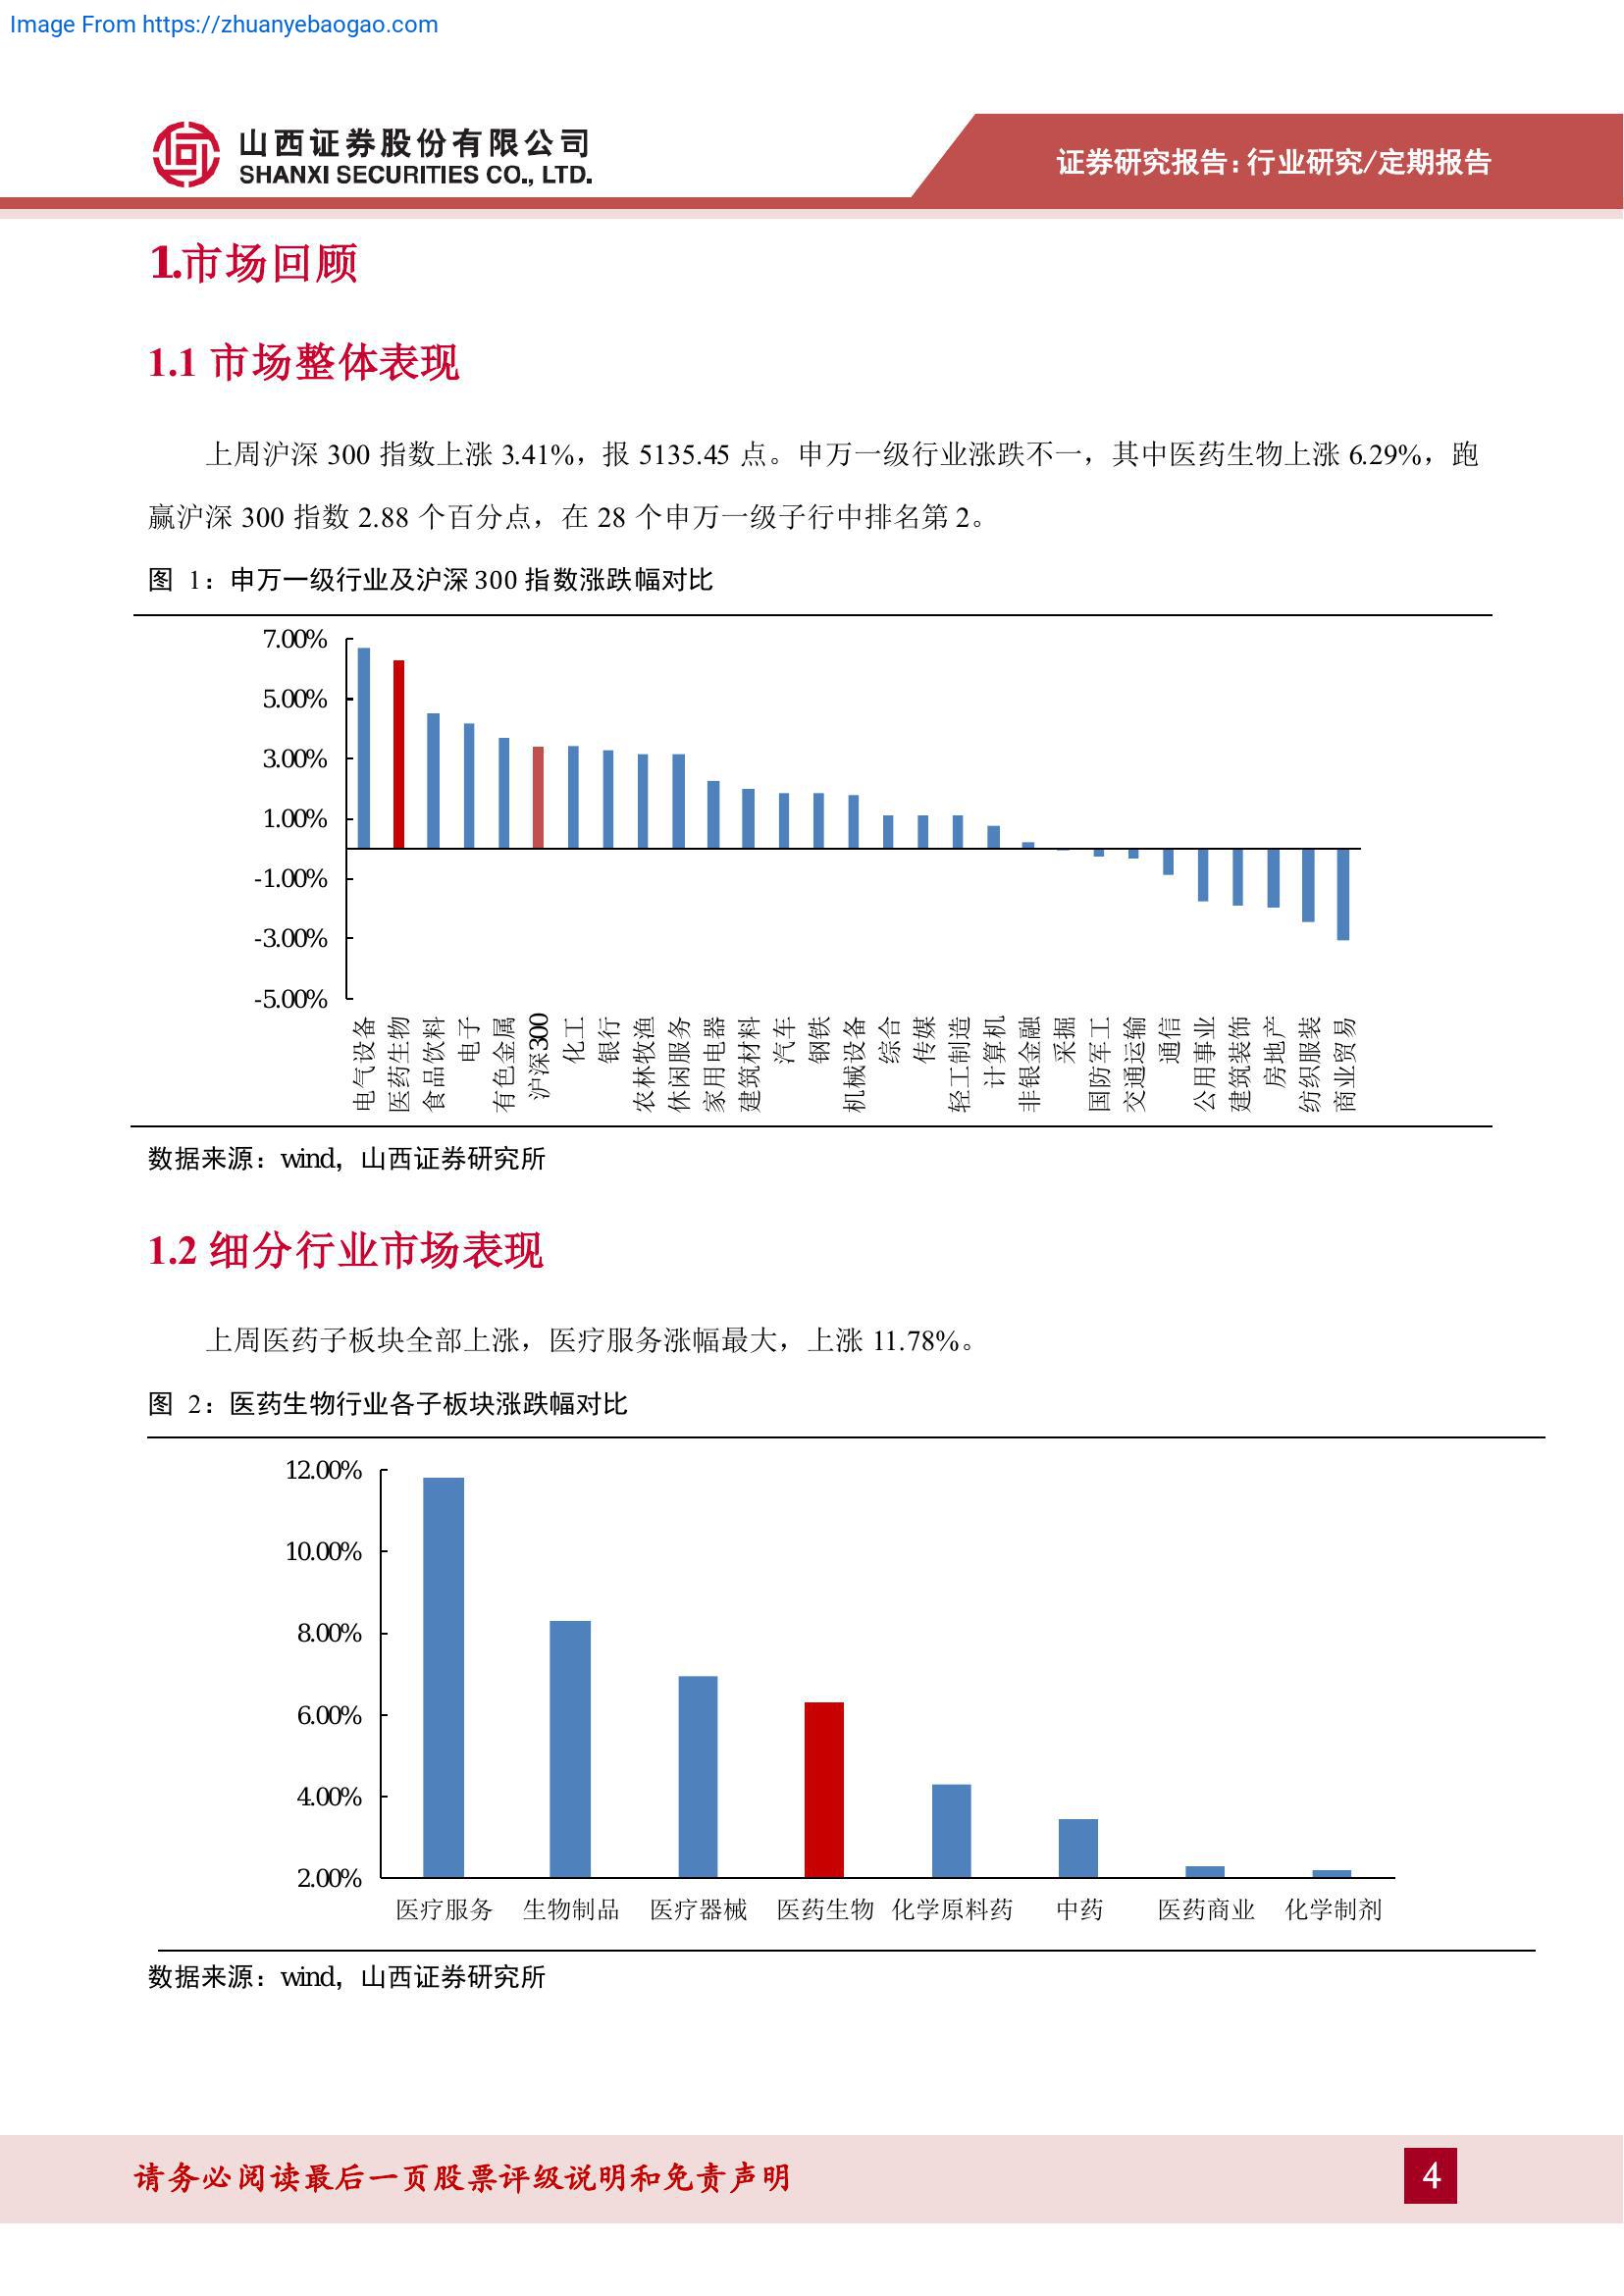 Image From https://zhuanyebaogao.com
山西证券股份有限公司
SHANXI SECURITIES CO., LTD.
证券研究报告:行业研究/定期报告
1.市场回顾
1.1 市场整体表现
上周沪深 300 指数上涨 3.41%，报 5135.45 点。申万一级行业涨跌不一，其中医药生物上涨 6.29%，跑
赢沪深 300 指数 2.88 个百分点，在 28 个申万一级子行中排名第 2。
图 1：申万一级行业及沪深 300 指数涨跌幅对比
7.00%
5.00%
3.00%
1.00%
-1.00%
-3.00%
-5.00%
电气设备
医药生物
食品饮料
电子
有色金属
沪深300
化工
银行
农林牧渔
休闲服务
家用电器
建筑材料
汽车
钢铁
机械设备
综合
传媒
轻工制造
计算机
非银金融
采掘
国防军工
交通运输
通信
公用事业
建筑装饰
房地产
纺织服装
商业贸易
数据来源：wind，山西证券研究所
1.2 细分行业市场表现
上周医药子板块全部上涨，医疗服务涨幅最大，上涨 11.78%。
图 2：医药生物行业各子板块涨跌幅对比
12.00%
10.00%
8.00%
6.00%
4.00%
2.00%
医疗服务 生物制品 医疗器械 医药生物 化学原料药 中药 医药商业 化学制剂
数据来源：wind，山西证券研究所
请务必阅读最后一页股票评级说明和免责声明
4